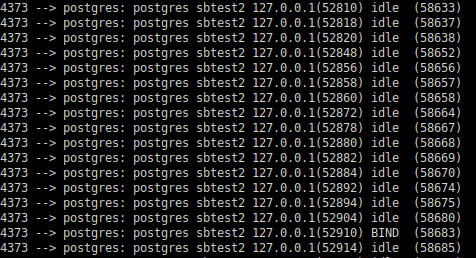 4373 --> postgres: postgres sbtest2 127.0.0.1(52810) idle (58633)
4373 --> postgres: postgres sbtest2 127.0.0.1(52818) idle (58637)
4373 --> postgres: postgres sbtest2 127.0.0.1(52820) idle (58638)
4373 --> postgres: postgres sbtest2 127.0.0.1(52848) idle (58652)
4373 --> postgres: postgres sbtest2 127.0.0.1(52856) idle (58656)
4373 --> postgres: postgres sbtest2 127.0.0.1(52858) idle (58657)
4373 --> postgres: postgres sbtest2 127.0.0.1(52860) idle (58658)
4373 --> postgres: postgres sbtest2 127.0.0.1(52872) idle (58664)
4373 --> postgres: postgres sbtest2 127.0.0.1(52878) idle (58667)
4373 --> postgres: postgres sbtest2 127.0.0.1(52880) idle (58668)
4373 --> postgres: postgres sbtest2 127.0.0.1(52882) idle (58669)
4373 --> postgres: postgres sbtest2 127.0.0.1(52884) idle (58670)
4373 --> postgres: postgres sbtest2 127.0.0.1(52892) idle (58674)
4373 --> postgres: postgres sbtest2 127.0.0.1(52894) idle (58675)
4373 --> postgres: postgres sbtest2 127.0.0.1(52904) idle (58680)
4373 --> postgres: postgres sbtest2 127.0.0.1(52910) BIND (58683)
4373 --> postgres: postgres sbtest2 127.0.0.1(52914) idle (58685)